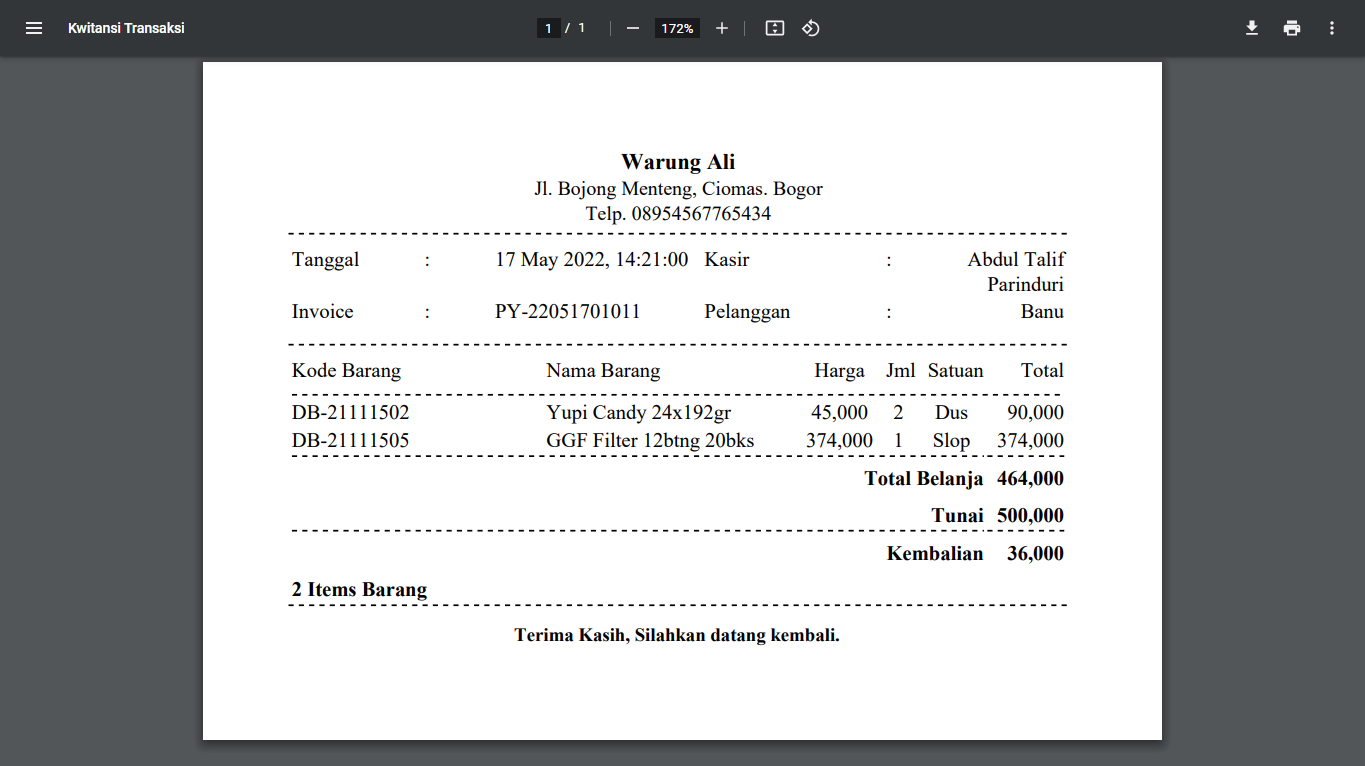 Kwitansi Transaksi
1 / 1
172%
Warung Ali
Jl. Bojong Menteng, Ciomas. Bogor
Telp. 08954567765434
Tanggal : 17 May 2022, 14:21:00 Kasir : Abdul Talif
Parinduri
Invoice : PY-22051701011 Pelanggan : Banu
Kode Barang Nama Barang Harga Jml Satuan Total
DB-21111502 Yupi Candy 24x192gr 45,000 2 Dus 90,000
DB-21111505 GGF Filter 12btng 20bks 374,000 1 Slop 374,000
Total Belanja 464,000
Tunai 500,000
Kembalian 36,000
2 Items Barang
Terima Kasih, Silahkan datang kembali.